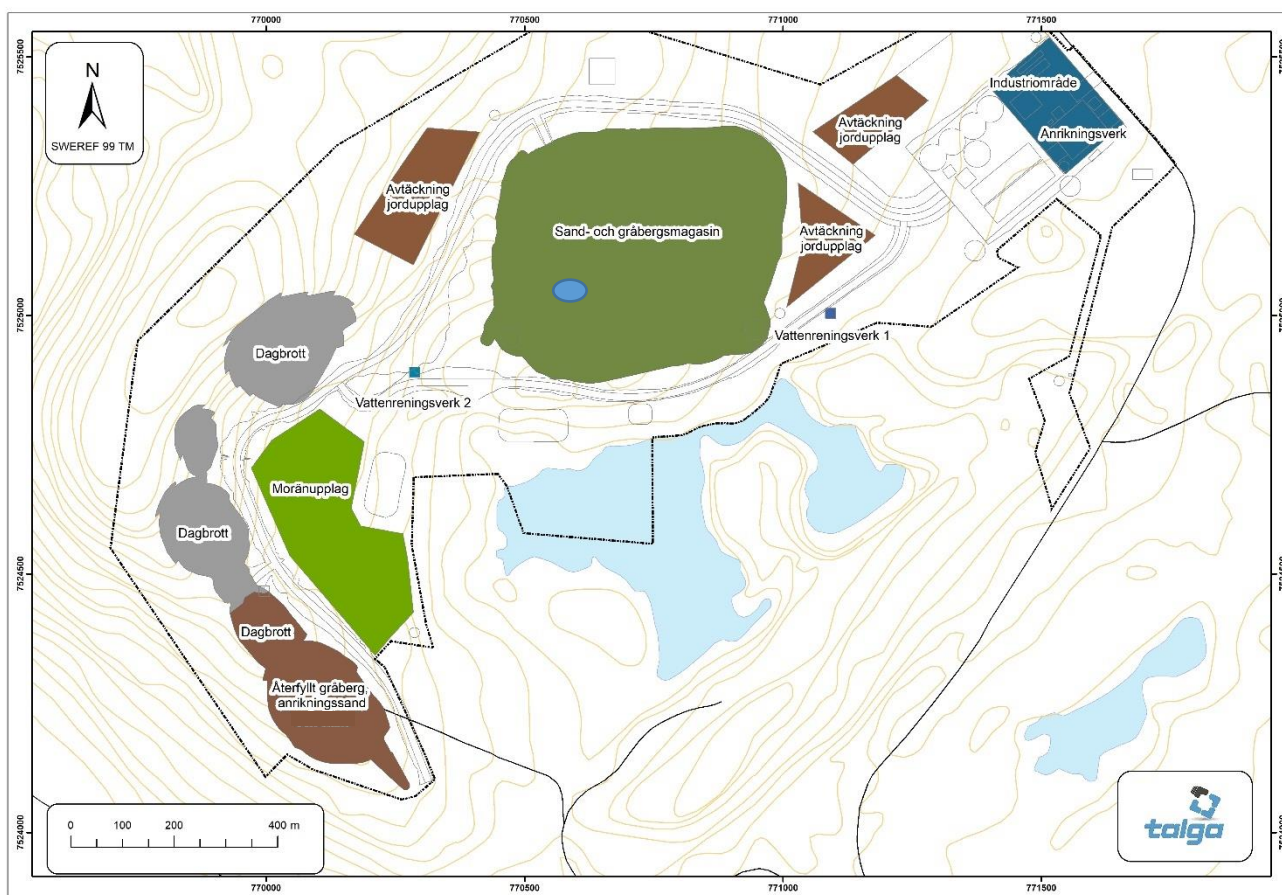 770000
770500
771000
771500
7525500
N
SWEREF 99 TM
Industriområde
Anrikningsverk
Avtäckning
jordupplag
Avtäckning
jordupplag
Sand- och gråbergsmagasin
Avtäckning
jordupplag
7525000
Vattenreningsverk 1
Dagbrott
Vattenreningsverk 2
Moränupplag
Dagbrott
7524500
Dagbrott
Återfyllt gråberg,
anrikningssand
7524000
0 100 200 400 m
talga
770000
770500
771000
771500